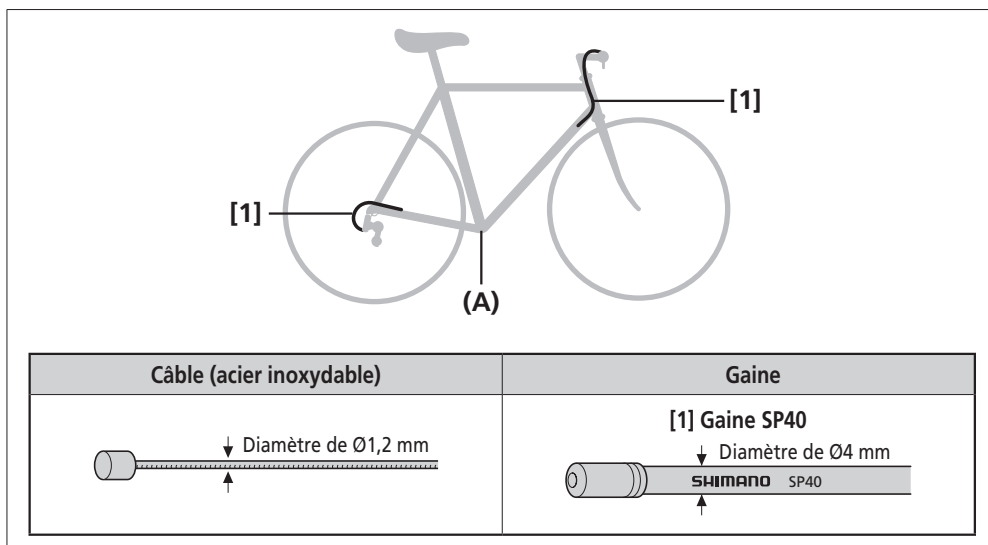 [1]
[1]
(A)
Câble (acier inoxydable)
Gaine
Diamètre de Ø1,2 mm
[1] Gaine SP40
Diamètre de Ø4 mm
SHIMANO SP40